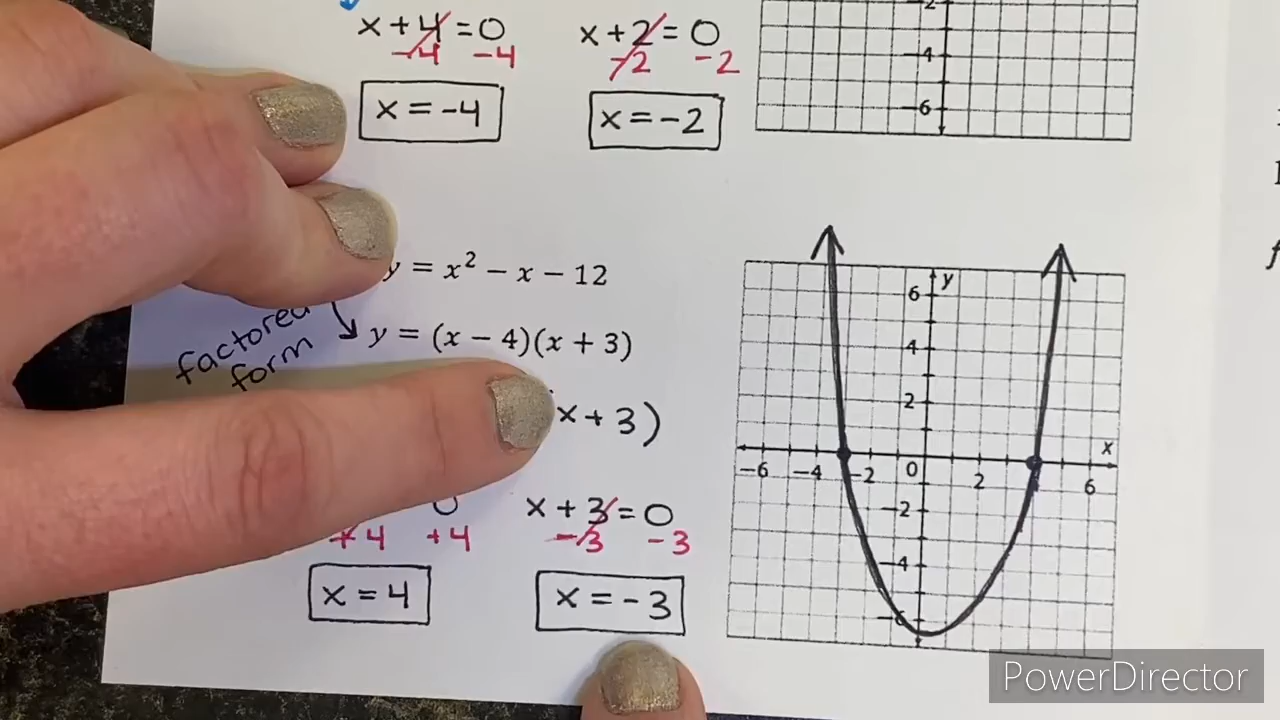 x + 4 = 0
-4 -4
x = -4
x + 2 = 0
-2 -2
x = -2
-2
-4
-6
y = x² − x − 12
factored
form
y = (x − 4)(x + 3)
x + 3)
0
+4 +4
x = 4
x + 3 = 0
-3 -3
x = -3
y
6
4
2
x
-6 -4 -2 0 2 6
-2
-4
-6
PowerDirector